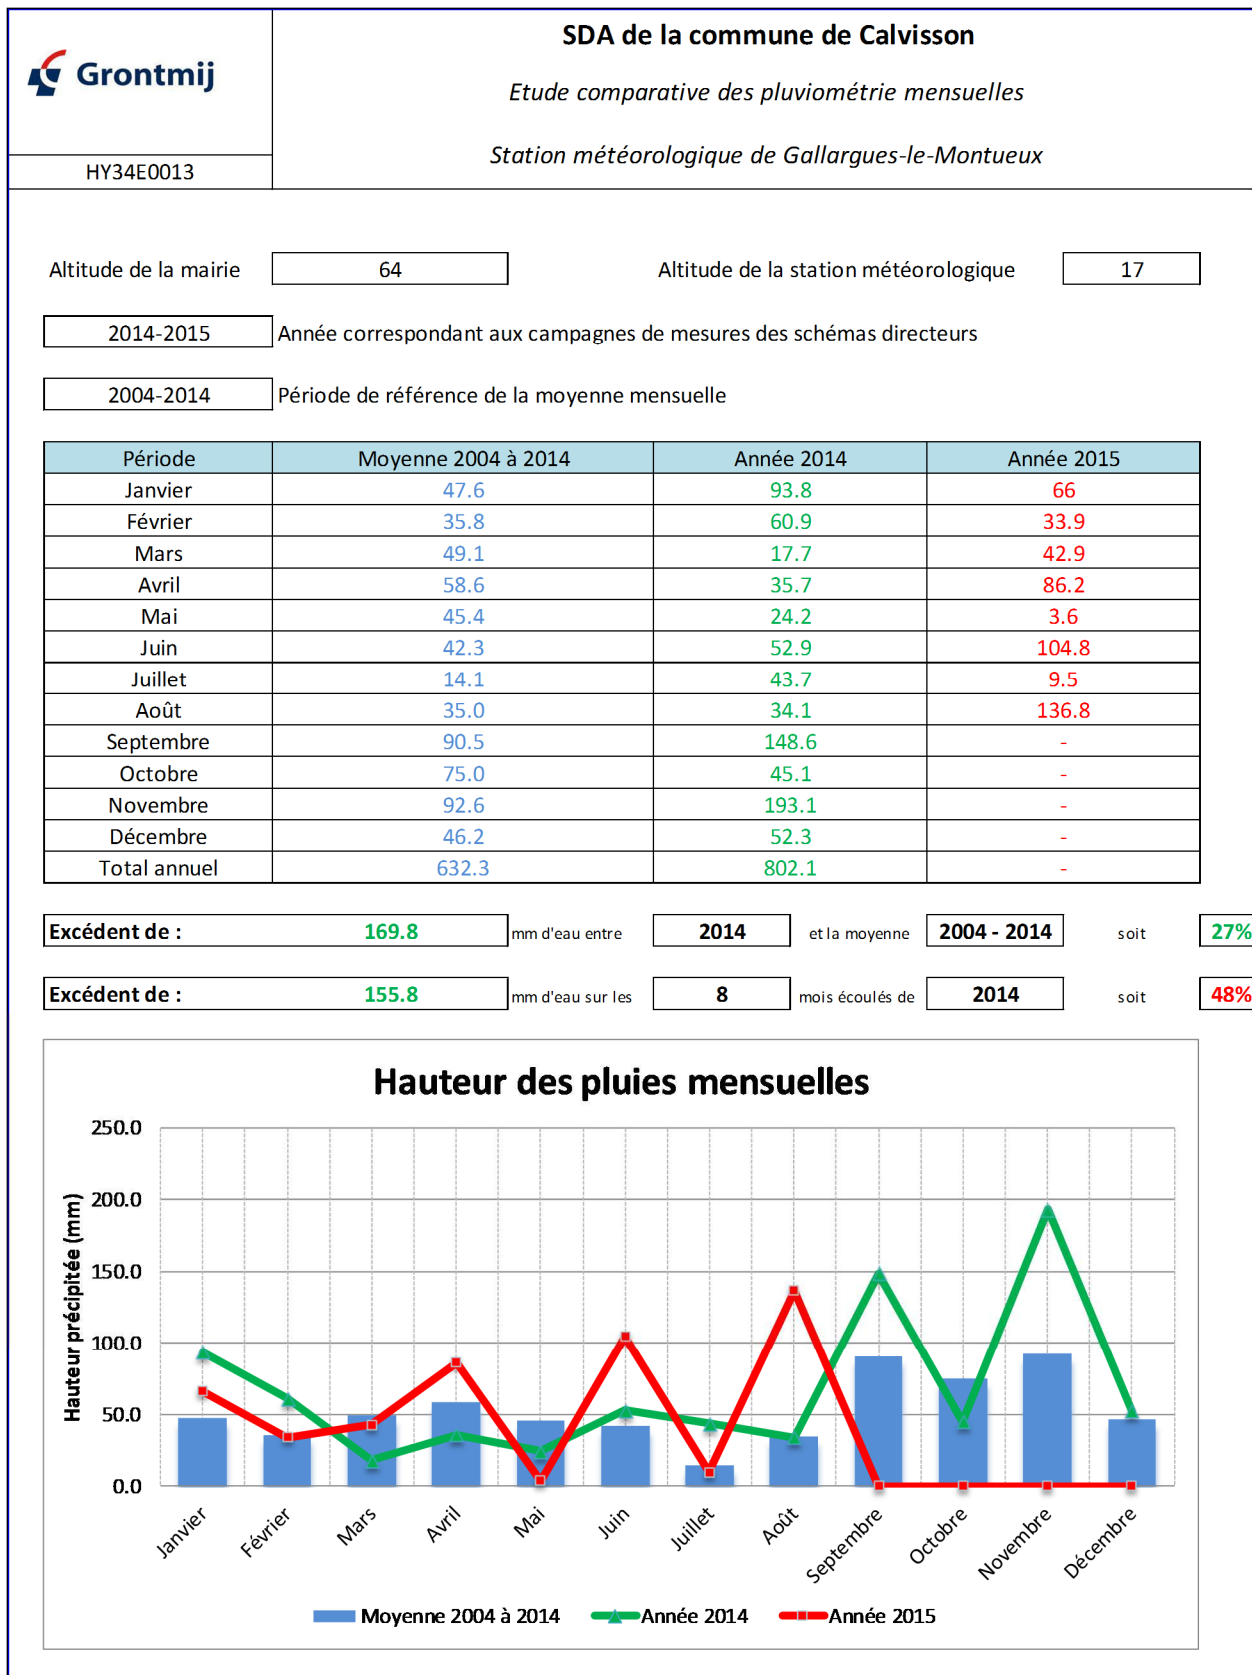 Grontmij
HY34E0013
SDA de la commune de Calvisson
Etude comparative des pluviométrie mensuelles
Station météorologique de Gallargues-le-Montueux
Altitude de la mairie 64 Altitude de la station météorologique 17
2014-2015 Année correspondant aux campagnes de mesures des schémas directeurs
2004-2014 Période de référence de la moyenne mensuelle
Période Moyenne 2004 à 2014 Année 2014 Année 2015
Janvier 47.6 93.8 66
Février 35.8 60.9 33.9
Mars 49.1 17.7 42.9
Avril 58.6 35.7 86.2
Mai 45.4 24.2 3.6
Juin 42.3 52.9 104.8
Juillet 14.1 43.7 9.5
Août 35.0 34.1 136.8
Septembre 90.5 148.6 -
Octobre 75.0 45.1 -
Novembre 92.6 193.1 -
Décembre 46.2 52.3 -
Total annuel 632.3 802.1 -
Excédent de : 169.8 mm d'eau entre 2014 et la moyenne 2004 - 2014 soit 27%
Excédent de : 155.8 mm d'eau sur les 8 mois écoulés de 2014 soit 48%
Hauteur des pluies mensuelles
Hauteur précipitée (mm)
250.0
200.0
150.0
100.0
50.0
0.0
Janvier Février Mars Avril Mai Juin Juillet Août Septembre Octobre Novembre Décembre
Moyenne 2004 à 2014 Année 2014 Année 2015